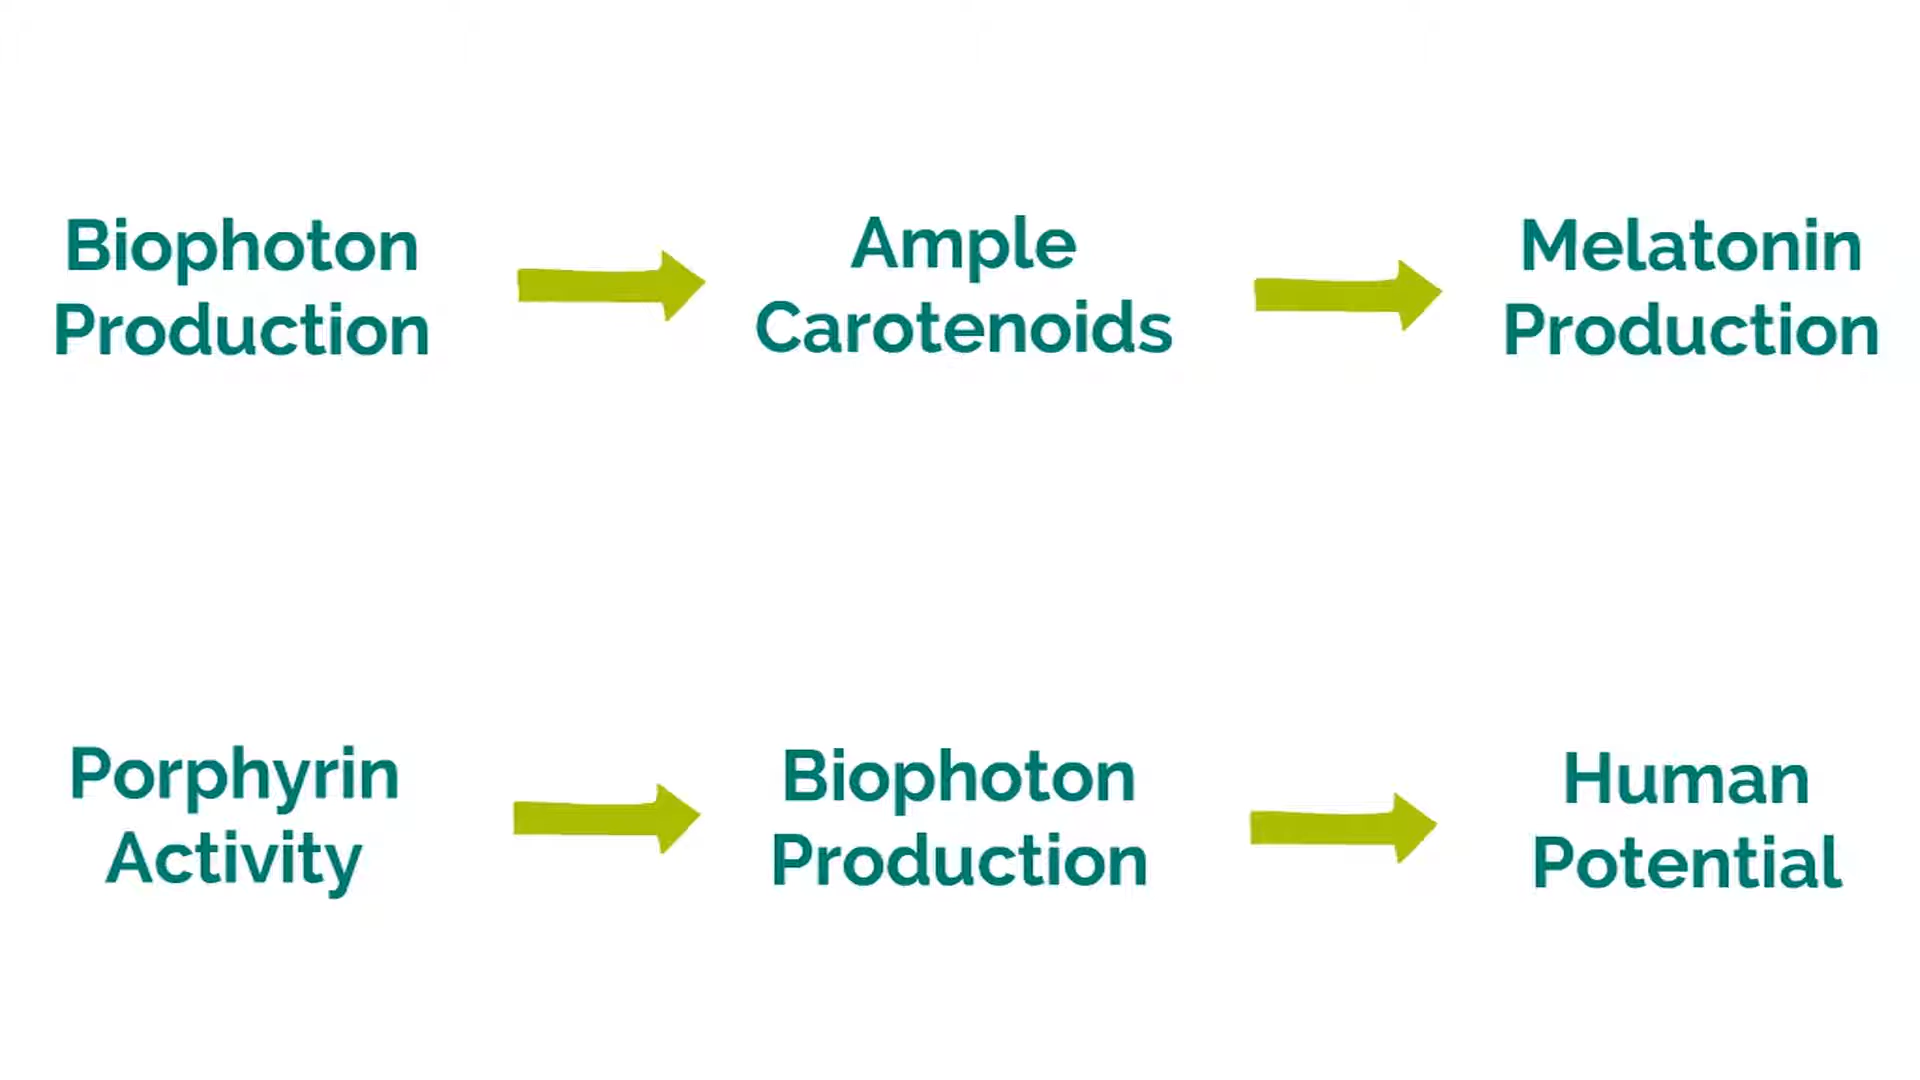 Biophoton
Production
Ample
Carotenoids
Melatonin
Production
Porphyrin
Activity
Biophoton
Production
Human
Potential